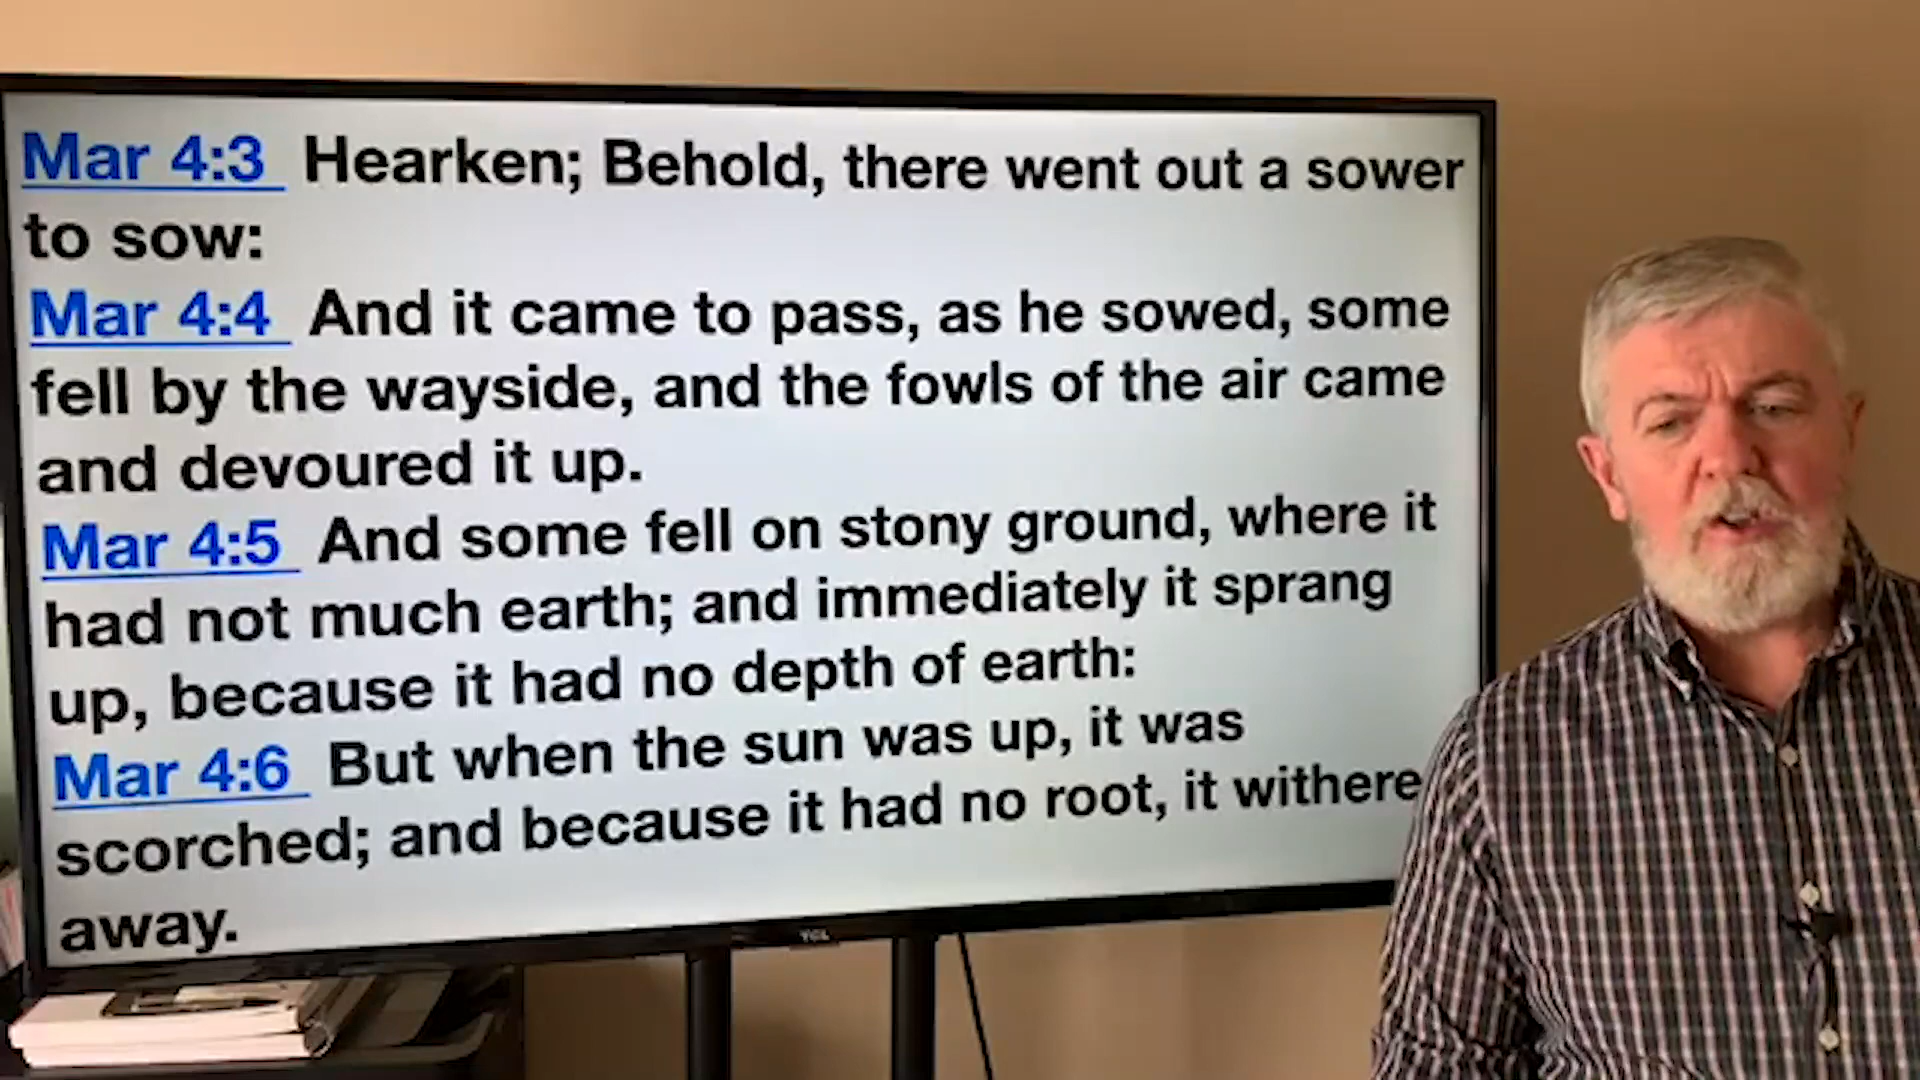 Mar 4:3 Hearken; Behold, there went out a sower
to sow:
Mar 4:4 And it came to pass, as he sowed, some
fell by the wayside, and the fowls of the air came
and devoured it up.
Mar 4:5 And some fell on stony ground, where it
had not much earth; and immediately it sprang
up, because it had no depth of earth:
Mar 4:6 But when the sun was up, it was
scorched; and because it had no root, it withere
away.
TCL